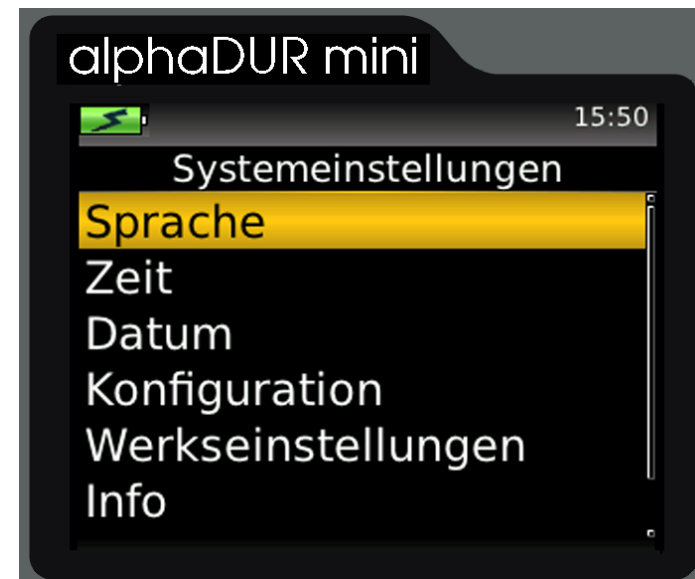 alphaDUR mini
15:50
Systemeinstellungen
Sprache
Zeit
Datum
Konfiguration
Werkseinstellungen
Info